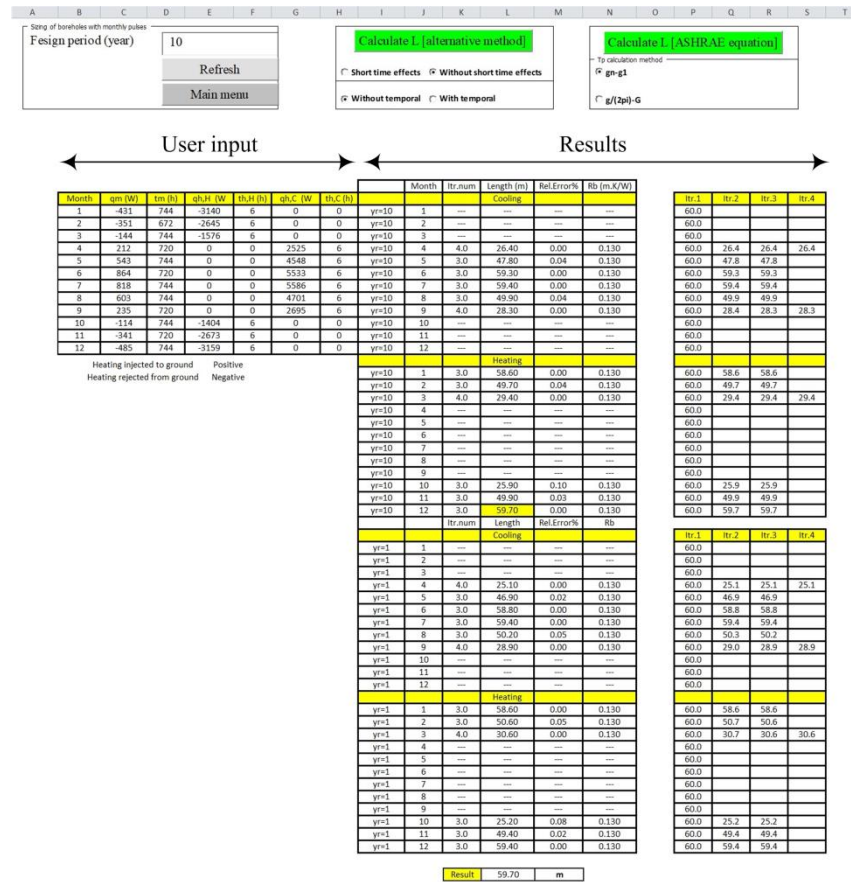 A B C D E F G H I J K L M N O P Q R S T
Sizing of boreholes with monthly pulses
Fesign period (year) 10
Refresh
Main menu
Calculate L [alternative method]
Short time effects Without short time effects
Without temporal With temporal
Calculate L [ASHRAE equation]
Tp calculation method
gn-g1
g/(2pi)-G
User input Results
Month Itr.num Length (m) Rel.Error% Rb (m.K/W)
Month qm (W) tm (h) qh,H (W th,H (h) qh,C (W th,C (h) Cooling Itr.1 Itr.2 Itr.3 Itr.4
1 -431 744 -3140 6 0 0 yr=10 1 --- --- --- --- 60.0
2 -351 672 -2645 6 0 0 yr=10 2 --- --- --- --- 60.0
3 -144 744 -1576 6 0 0 yr=10 3 --- --- --- --- 60.0
4 212 720 0 0 2525 6 yr=10 4 4.0 26.40 0.00 0.130 60.0 26.4 26.4 26.4
5 543 744 0 0 4548 6 yr=10 5 3.0 47.80 0.04 0.130 60.0 47.8 47.8
6 864 720 0 0 5533 6 yr=10 6 3.0 59.30 0.00 0.130 60.0 59.3 59.3
7 818 744 0 0 5586 6 yr=10 7 3.0 59.40 0.00 0.130 60.0 59.4 59.4
8 603 744 0 0 4701 6 yr=10 8 3.0 49.90 0.04 0.130 60.0 49.9 49.9
9 235 720 0 0 2695 6 yr=10 9 4.0 28.30 0.00 0.130 60.0 28.4 28.3 28.3
10 -114 744 -1404 6 0 0 yr=10 10 --- --- --- --- 60.0
11 -341 720 -2673 6 0 0 yr=10 11 --- --- --- --- 60.0
12 -485 744 -3159 6 0 0 yr=10 12 --- --- --- --- 60.0
Heating injected to ground Positive
Heating rejected from ground Negative
Heating
yr=10 1 3.0 58.60 0.00 0.130 60.0 58.6 58.6
yr=10 2 3.0 49.70 0.04 0.130 60.0 49.7 49.7
yr=10 3 4.0 29.40 0.00 0.130 60.0 29.4 29.4 29.4
yr=10 4 --- --- --- --- 60.0
yr=10 5 --- --- --- --- 60.0
yr=10 6 --- --- --- --- 60.0
yr=10 7 --- --- --- --- 60.0
yr=10 8 --- --- --- --- 60.0
yr=10 9 --- --- --- --- 60.0
yr=10 10 3.0 25.90 0.10 0.130 60.0 25.9 25.9
yr=10 11 3.0 49.90 0.03 0.130 60.0 49.9 49.9
yr=10 12 3.0 59.70 0.00 0.130 60.0 59.7 59.7
Itr.num Length Rel.Error% Rb
Cooling Itr.1 Itr.2 Itr.3 Itr.4
yr=1 1 --- --- --- --- 60.0
yr=1 2 --- --- --- --- 60.0
yr=1 3 --- --- --- --- 60.0
yr=1 4 4.0 25.10 0.00 0.130 60.0 25.1 25.1 25.1
yr=1 5 3.0 46.90 0.02 0.130 60.0 46.9 46.9
yr=1 6 3.0 58.80 0.00 0.130 60.0 58.8 58.8
yr=1 7 3.0 59.40 0.00 0.130 60.0 59.4 59.4
yr=1 8 3.0 50.20 0.05 0.130 60.0 50.3 50.2
yr=1 9 4.0 28.90 0.00 0.130 60.0 29.0 28.9 28.9
yr=1 10 --- --- --- --- 60.0
yr=1 11 --- --- --- --- 60.0
yr=1 12 --- --- --- --- 60.0
Heating
yr=1 1 3.0 58.60 0.00 0.130 60.0 58.6 58.6
yr=1 2 3.0 50.60 0.05 0.130 60.0 50.7 50.6
yr=1 3 4.0 30.60 0.00 0.130 60.0 30.7 30.6 30.6
yr=1 4 --- --- --- --- 60.0
yr=1 5 --- --- --- --- 60.0
yr=1 6 --- --- --- --- 60.0
yr=1 7 --- --- --- --- 60.0
yr=1 8 --- --- --- --- 60.0
yr=1 9 --- --- --- --- 60.0
yr=1 10 3.0 25.20 0.08 0.130 60.0 25.2 25.2
yr=1 11 3.0 49.40 0.02 0.130 60.0 49.4 49.4
yr=1 12 3.0 59.40 0.00 0.130 60.0 59.4 59.4
Result 59.70 m